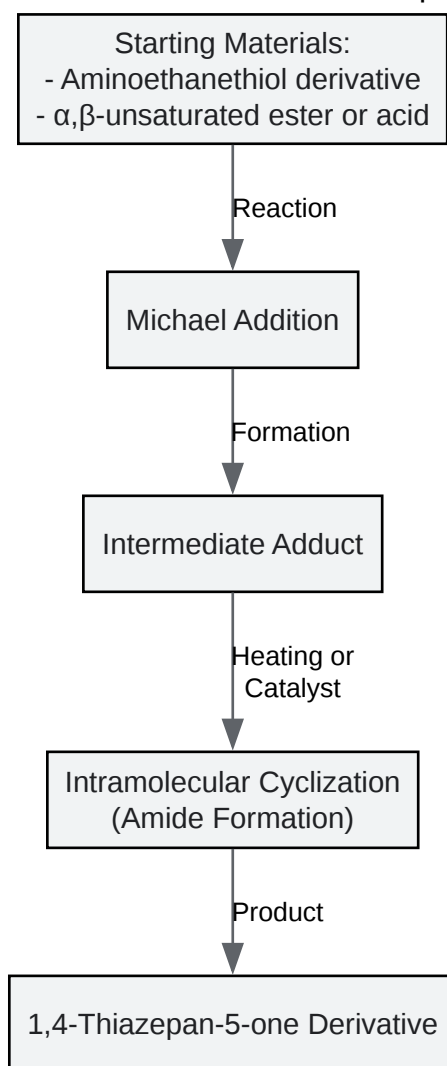 Starting Materials:
- Aminoethanethiol derivative
- α,β-unsaturated ester or acid
Reaction
Michael Addition
Formation
Intermediate Adduct
Heating or
Catalyst
Intramolecular Cyclization
(Amide Formation)
Product
1,4-Thiazepan-5-one Derivative